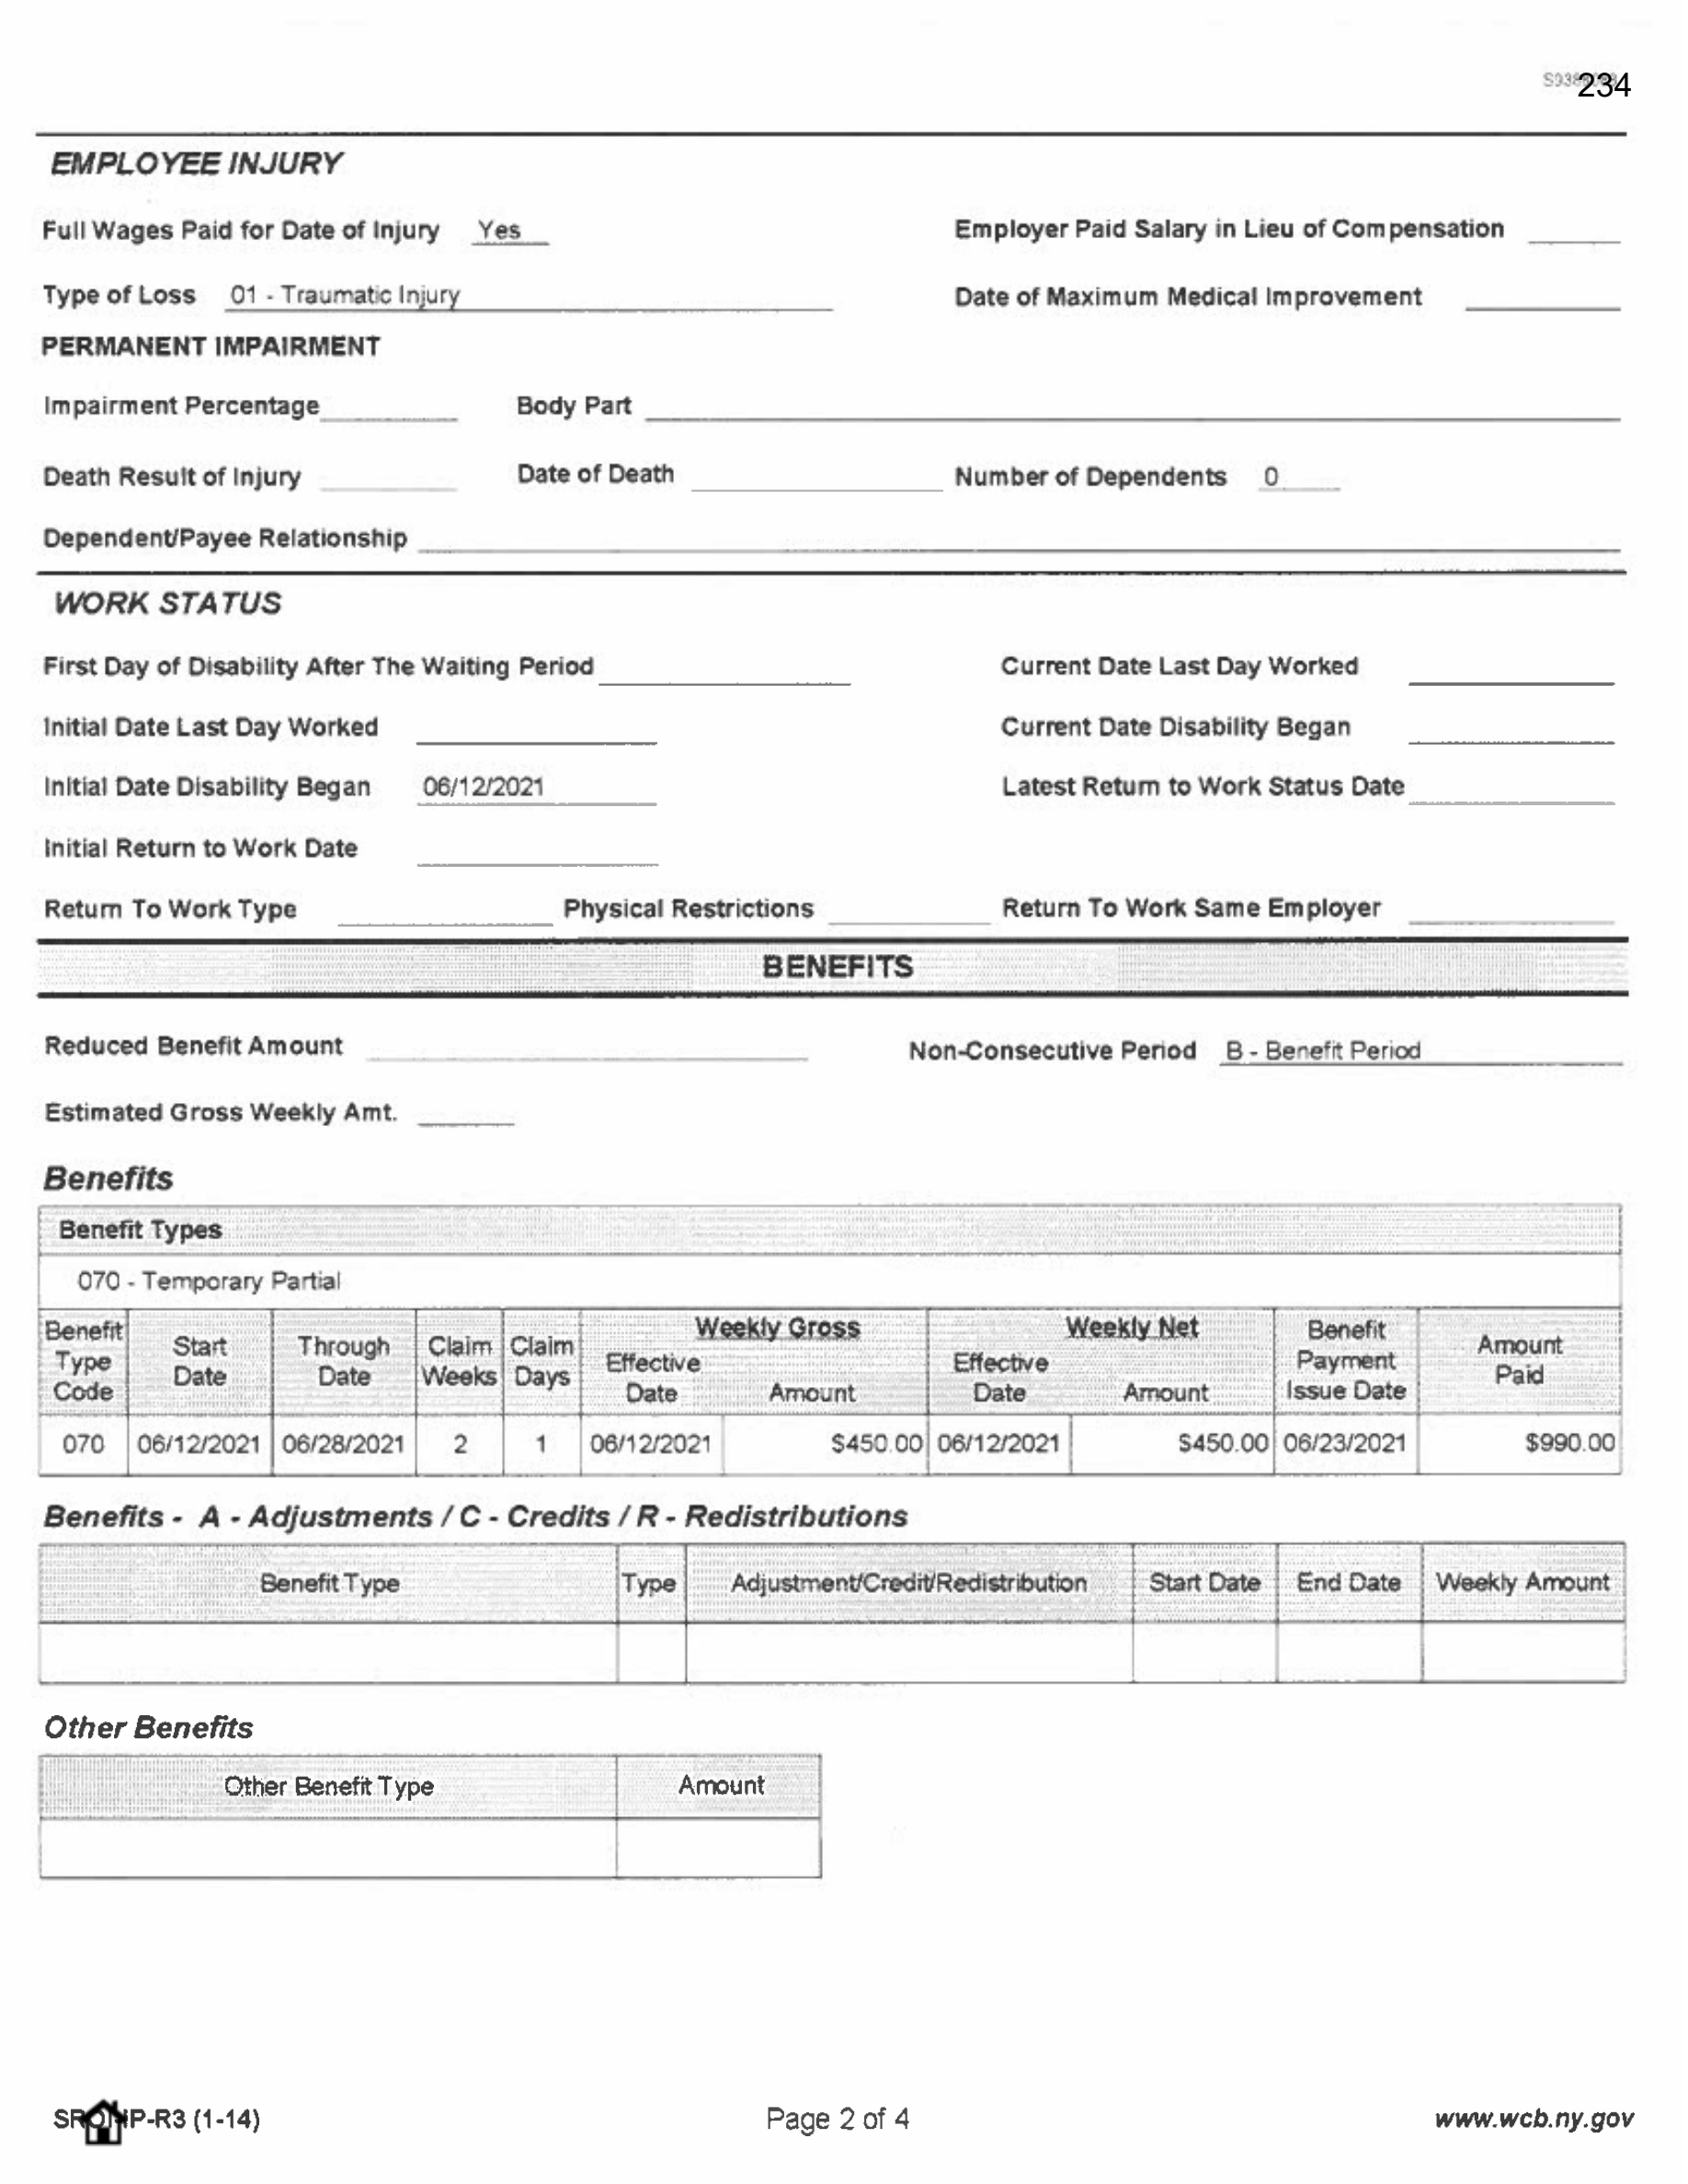 234
EMPLOYEE INJURY
Full Wages Paid for Date of Injury Yes Employer Paid Salary in Lieu of Compensation
Type of Loss 01 - Traumatic Injury Date of Maximum Medical Improvement
PERMANENT IMPAIRMENT
Impairment Percentage Body Part
Death Result of Injury Date of Death Number of Dependents 0
Dependent/Payee Relationship
WORK STATUS
First Day of Disability After The Waiting Period Current Date Last Day Worked
Initial Date Last Day Worked Current Date Disability Began
Initial Date Disability Began 06/12/2021 Latest Return to Work Status Date
Initial Return to Work Date
Return To Work Type Physical Restrictions Return To Work Same Employer
BENEFITS
Reduced Benefit Amount Non-Consecutive Period B - Benefit Period
Estimated Gross Weekly Amt.
Benefits
Benefit Types
070 - Temporary Partial
Benefit Type Code Start Date Through Date Claim Weeks Claim Days Weekly Gross Effective Date Amount Weekly Net Effective Date Amount Benefit Payment Issue Date Amount Paid
070 06/12/2021 06/28/2021 2 1 06/12/2021 $450.00 06/12/2021 $450.00 06/23/2021 $990.00
Benefits - A - Adjustments / C - Credits / R - Redistributions
Benefit Type Type Adjustment/Credit/Redistribution Start Date End Date Weekly Amount
Other Benefits
Other Benefit Type Amount
-R3 (1-14) Page 2 of 4 www.wcb.ny.gov